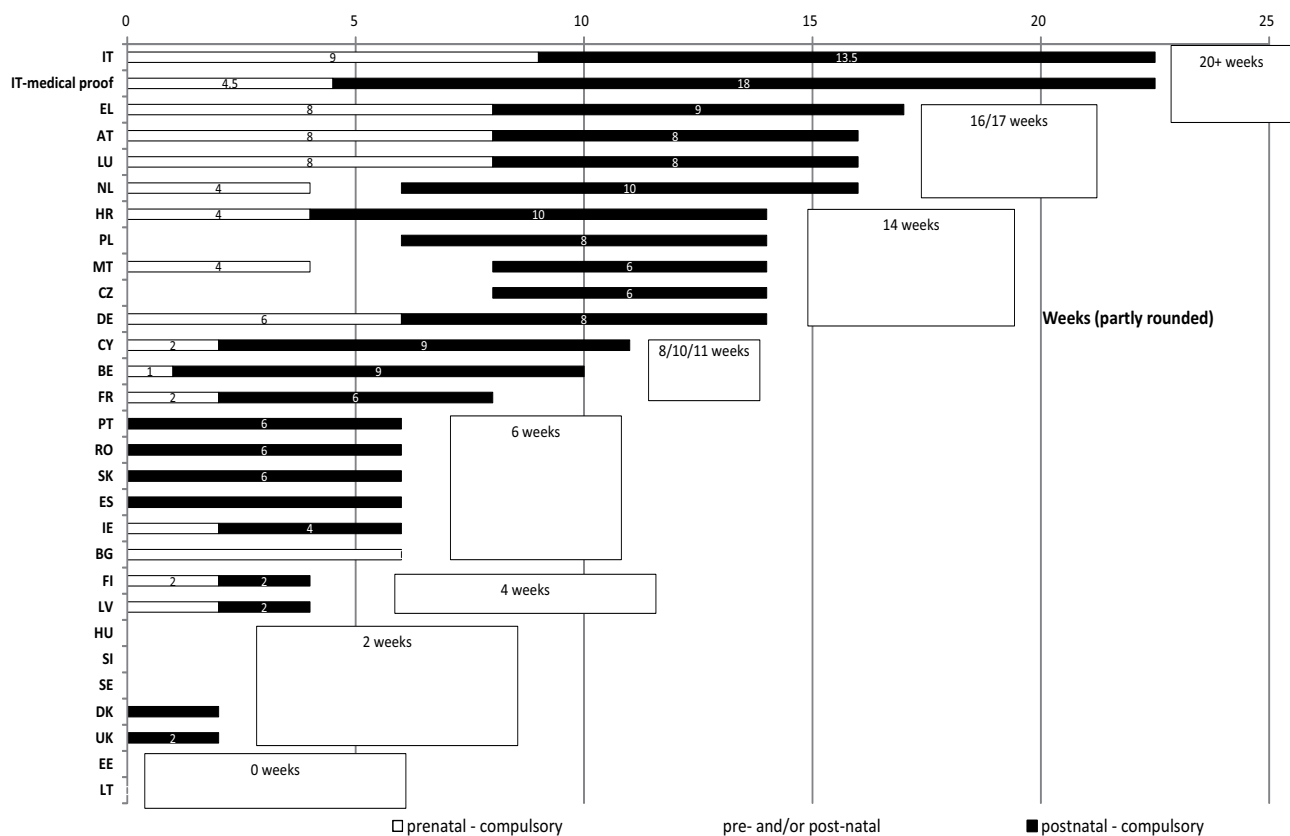 0 5 10 15 20 25
IT 9 13.5
20+ weeks
IT-medical proof 4.5 18
EL 8 9
16/17 weeks
AT 8 8
LU 8 8
NL 4 10
HR 4 10
14 weeks
PL 8
MT 4 6
CZ 6
DE 6 8
Weeks (partly rounded)
CY 2 9
8/10/11 weeks
BE 1 9
FR 2 6
PT 6
6 weeks
RO 6
SK 6
ES
IE 4
BG
FI 2 2
4 weeks
LV 2
HU
2 weeks
SI
SE
DK
UK 2
EE
0 weeks
LT
prenatal - compulsory pre- and/or post-natal postnatal - compulsory